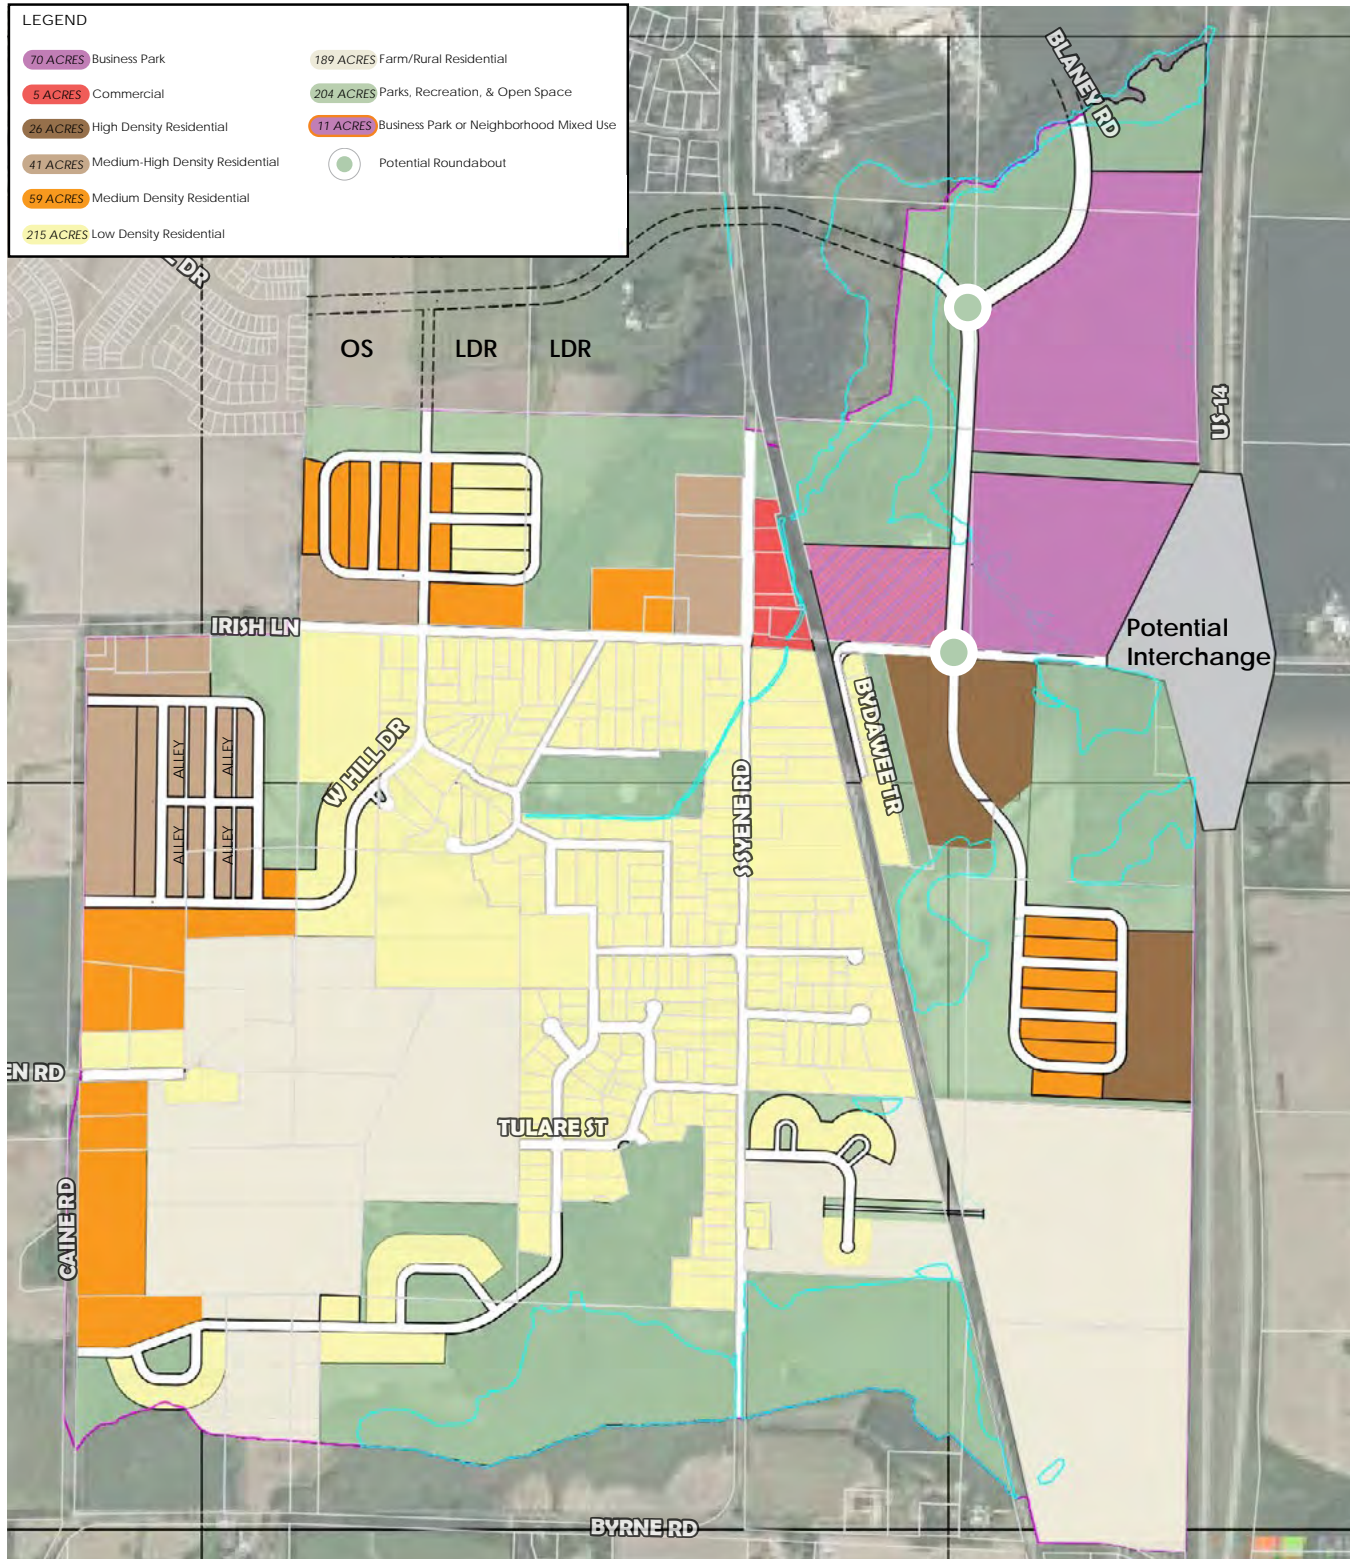 LEGEND
70 ACRES Business Park
5 ACRES Commercial
26 ACRES High Density Residential
41 ACRES Medium-High Density Residential
59 ACRES Medium Density Residential
215 ACRES Low Density Residential
189 ACRES Farm/Rural Residential
204 ACRES Parks, Recreation, & Open Space
11 ACRES Business Park or Neighborhood Mixed Use
Potential Roundabout
BLANEY RD
DR
OS
LDR
LDR
US-14
IRISH LN
Potential
Interchange
BYDAWEE TR
W HILL DR
ALLEY
ALLEY
ALLEY
ALLEY
S SYENE RD
EN RD
TULARE ST
CAINE RD
BYRNE RD